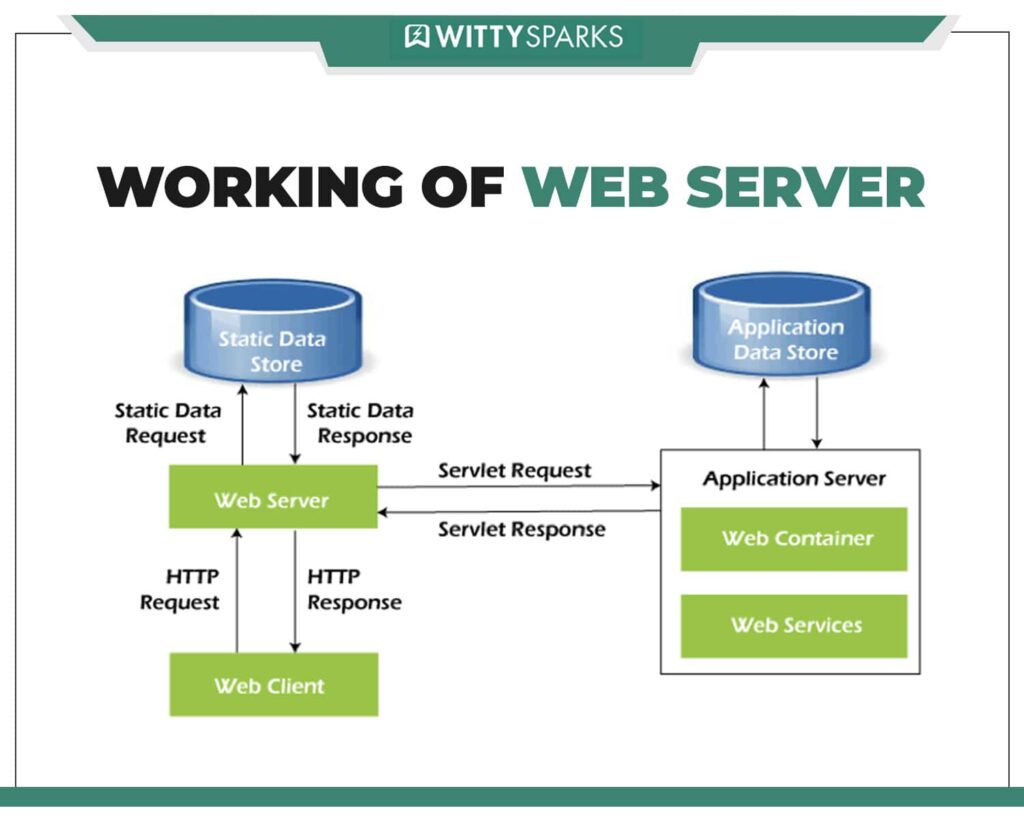 WITTYSPARKS
WORKING OF WEB SERVER
Static Data
Store
Application
Data Store
Static Data
Request
Static Data
Response
Servlet Request
Servlet Response
Web Server
Application Server
Web Container
Web Services
HTTP
Request
HTTP
Response
Web Client